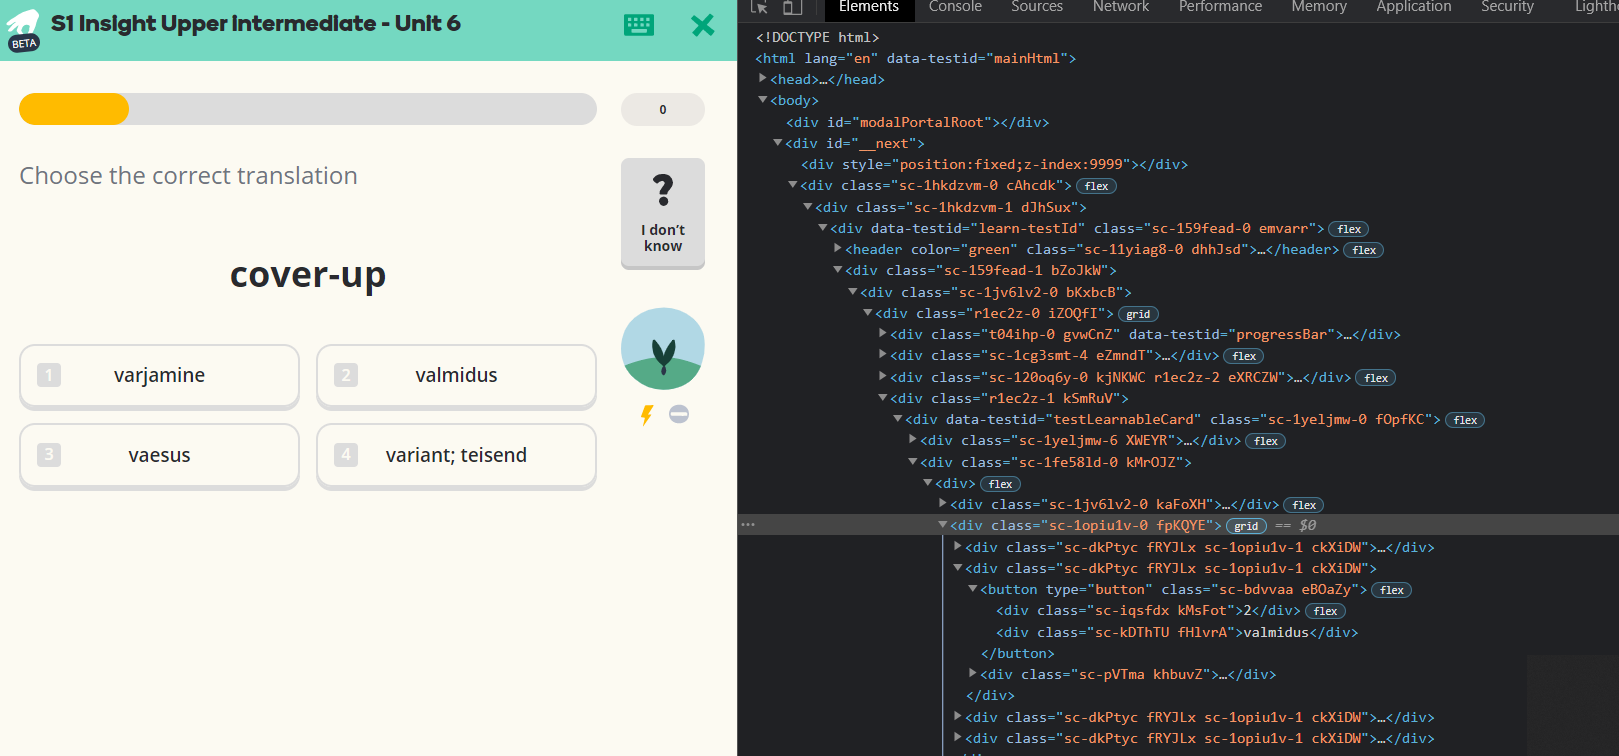 S1 Insight Upper intermediate - Unit 6
BETA
0
Choose the correct translation
?
I don't
know
cover-up
1 varjamine
2 valmidus
3 vaesus
4 variant; teisend
Elements Console Sources Network Performance Memory Application Security
<!DOCTYPE html>
<html lang="en" data-testid="mainHtml">
<head>…</head>
<body>
<div id="modalPortalRoot"></div>
<div id="__next">
<div style="position:fixed;z-index:9999"></div>
<div class="sc-1hkdzvm-0 cAhcdk"> flex
<div class="sc-1hkdzvm-1 dJhSux">
<div data-testid="learn-testId" class="sc-159fead-0 emvarr"> flex
<header color="green" class="sc-11yiag8-0 dhhJsd">…</header> flex
<div class="sc-159fead-1 bZoJkW">
<div class="sc-1jv6lv2-0 bKxbcB">
<div class="r1ec2z-0 iZOQfI"> grid
<div class="t04ihp-0 gvwCnZ" data-testid="progressBar">…</div>
<div class="sc-1cg3smt-4 eZmndT">…</div> flex
<div class="sc-120oq6y-0 kjNKWC r1ec2z-2 eXRCZW">…</div> flex
<div class="r1ec2z-1 kSmRuV">
<div data-testid="testLearnableCard" class="sc-1yeljmw-0 fOpfKC"> flex
<div class="sc-1yeljmw-6 XWEYR">…</div> flex
<div class="sc-1fe58ld-0 kMrOJZ">
<div> flex
<div class="sc-1jv6lv2-0 kaFoXH">…</div> flex
… <div class="sc-1opiu1v-0 fpKQYE"> grid == $0
<div class="sc-dkPtyc fRYJLx sc-1opiu1v-1 ckXiDW">…</div>
<div class="sc-dkPtyc fRYJLx sc-1opiu1v-1 ckXiDW">
<button type="button" class="sc-bdvvaa eBOaZy"> flex
<div class="sc-iqsfdx kMsFot">2</div> flex
<div class="sc-kDThTU fHlvrA">valmidus</div>
</button>
<div class="sc-pVTma khbuvZ">…</div>
</div>
<div class="sc-dkPtyc fRYJLx sc-1opiu1v-1 ckXiDW">…</div>
<div class="sc-dkPtyc fRYJLx sc-1opiu1v-1 ckXiDW">…</div>